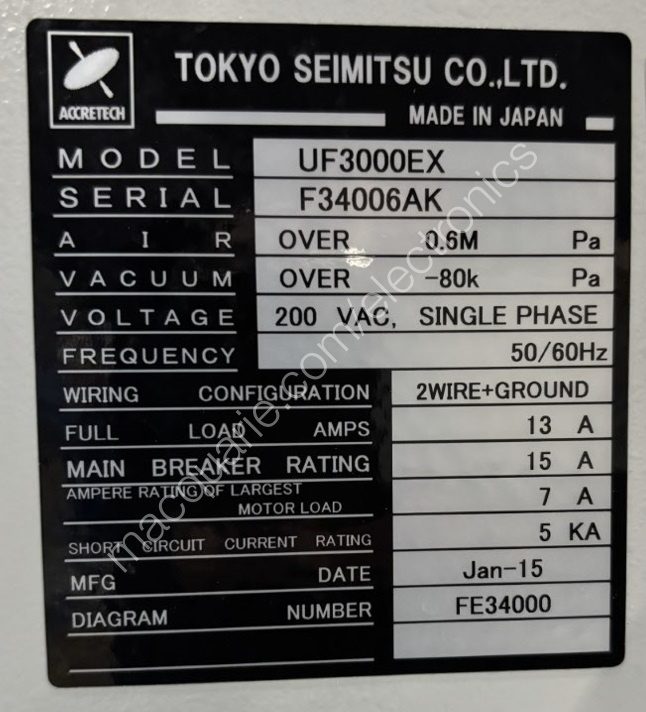 ACCRETECH
TOKYO SEIMITSU CO.,LTD.
MADE IN JAPAN
MODEL UF3000EX
SERIAL F34006AK
AIR OVER 0.6M Pa
VACUUM OVER -80k Pa
VOLTAGE 200 VAC, SINGLE PHASE
FREQUENCY 50/60Hz
WIRING CONFIGURATION 2WIRE+GROUND
FULL LOAD AMPS 13 A
MAIN BREAKER RATING 15 A
AMPERE RATING OF LARGEST
MOTOR LOAD 7 A
SHORT CIRCUIT CURRENT RATING 5 KA
MFG DATE Jan-15
DIAGRAM NUMBER FE34000
macquarie.com/electronics